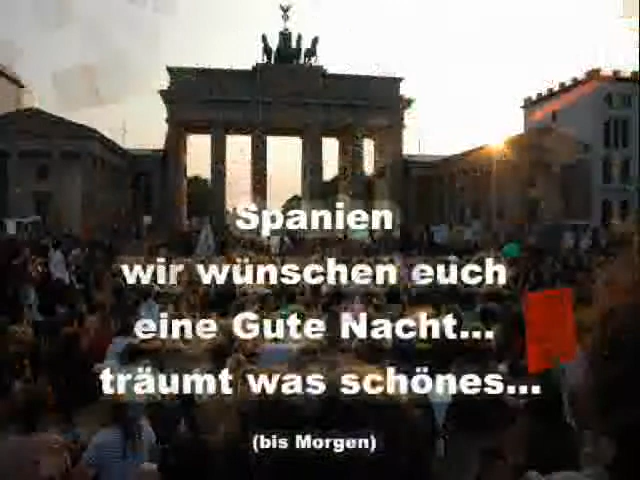 Spanien
wir wünschen euch
eine Gute Nacht...
träumt was schönes...
(bis Morgen)